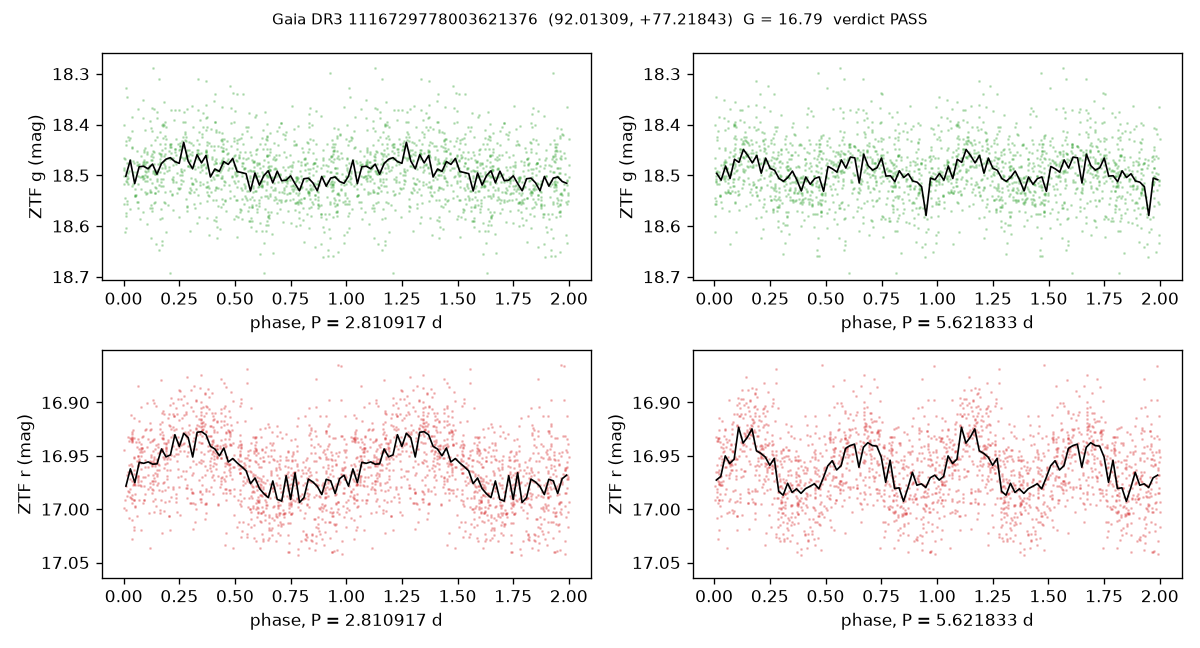 Gaia DR3 1116729778003621376 (92.01309, +77.21843) G = 16.79 verdict PASS
ZTF g (mag)
18.3
18.4
18.5
18.6
18.7
0.00 0.25 0.50 0.75 1.00 1.25 1.50 1.75 2.00
phase, P = 2.810917 d
ZTF g (mag)
18.3
18.4
18.5
18.6
18.7
0.00 0.25 0.50 0.75 1.00 1.25 1.50 1.75 2.00
phase, P = 5.621833 d
ZTF r (mag)
16.90
16.95
17.00
17.05
0.00 0.25 0.50 0.75 1.00 1.25 1.50 1.75 2.00
phase, P = 2.810917 d
ZTF r (mag)
16.90
16.95
17.00
17.05
0.00 0.25 0.50 0.75 1.00 1.25 1.50 1.75 2.00
phase, P = 5.621833 d